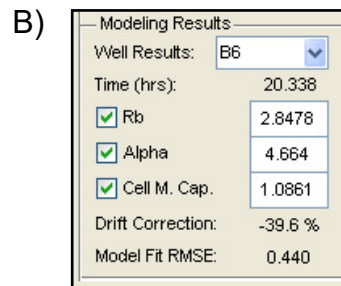 B)
Modeling Results
Well Results: B6
Time (hrs): 20.338
Rb 2.8478
Alpha 4.664
Cell M. Cap. 1.0861
Drift Correction: -39.6 %
Model Fit RMSE: 0.440